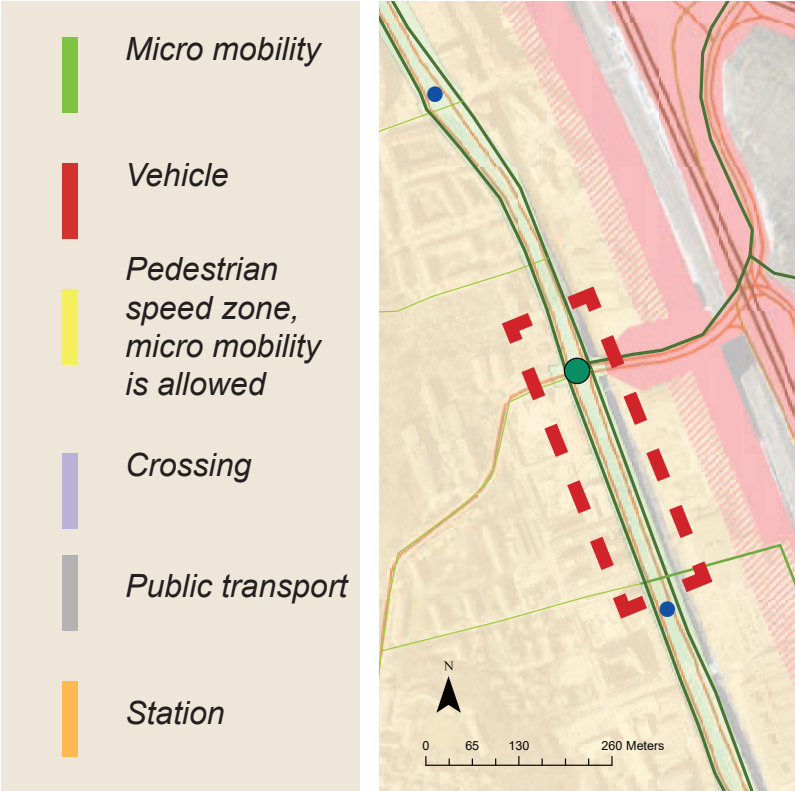 Micro mobility
Vehicle
Pedestrian
speed zone,
micro mobility
is allowed
Crossing
Public transport
Station
N
0 65 130 260 Meters